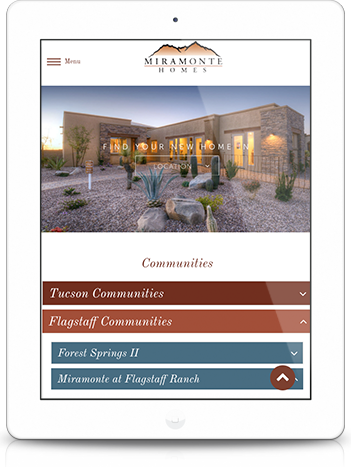 Menu
MIRAMONTE
HOMES
FIND YOUR NEW HOME IN
LOCATION
Communities
Tucson Communities
Flagstaff Communities
Forest Springs II
Miramonte at Flagstaff Ranch